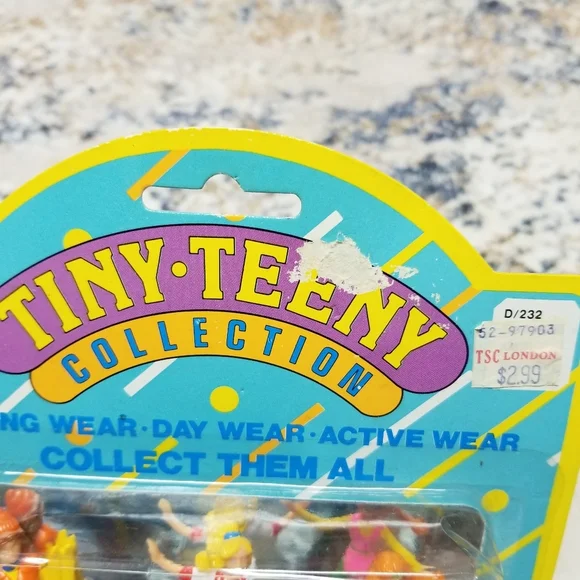 TINY·TEENY
COLLECTION
NG WEAR·DAY WEAR·ACTIVE WEAR
COLLECT THEM ALL
D/232
52-97903
TSC LONDON
$2.99